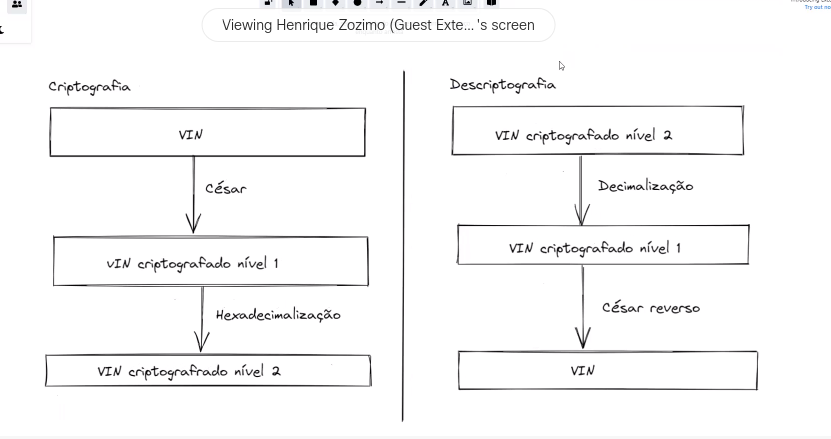 Try out no
Viewing Henrique Zozimo (Guest Exte... 's screen
A
Criptografia
VIN
César
VIN criptografado nível 1
Hexadecimalização
VIN criptografrado nível 2
Descriptografia
VIN criptografado nível 2
Decimalização
VIN criptografado nível 1
César reverso
VIN